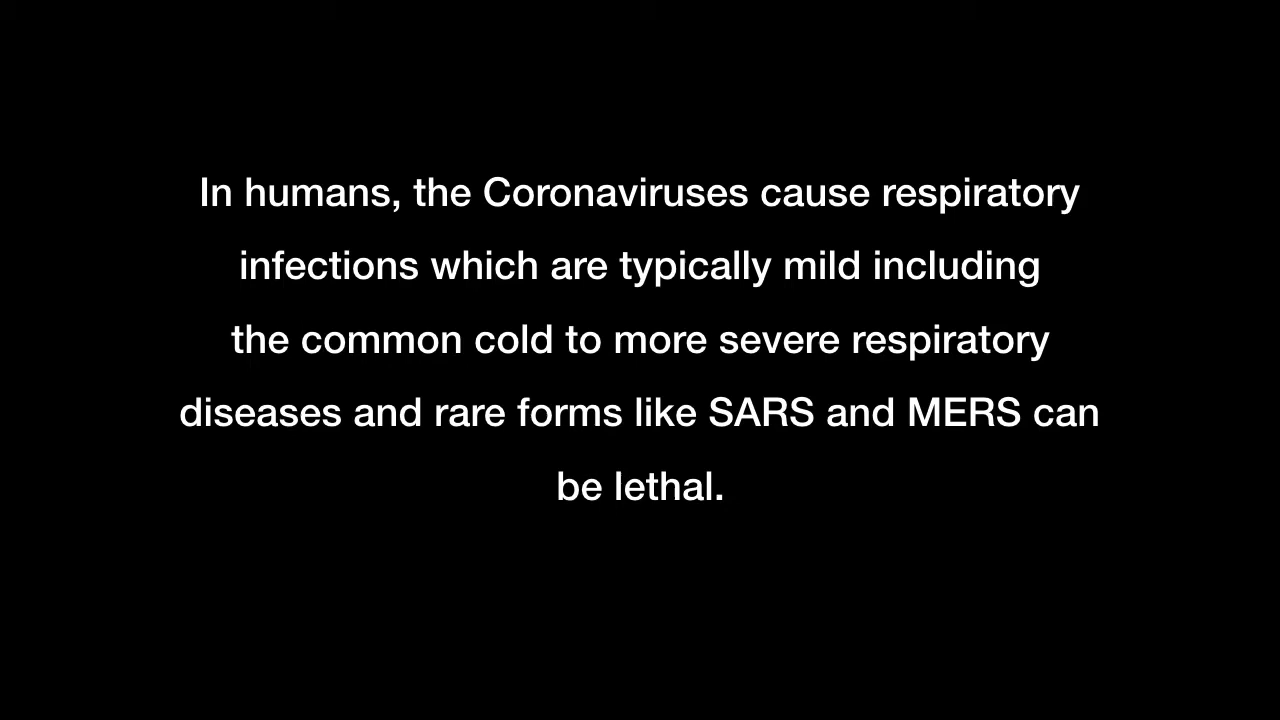 In humans, the Coronaviruses cause respiratory
infections which are typically mild including
the common cold to more severe respiratory
diseases and rare forms like SARS and MERS can
be lethal.